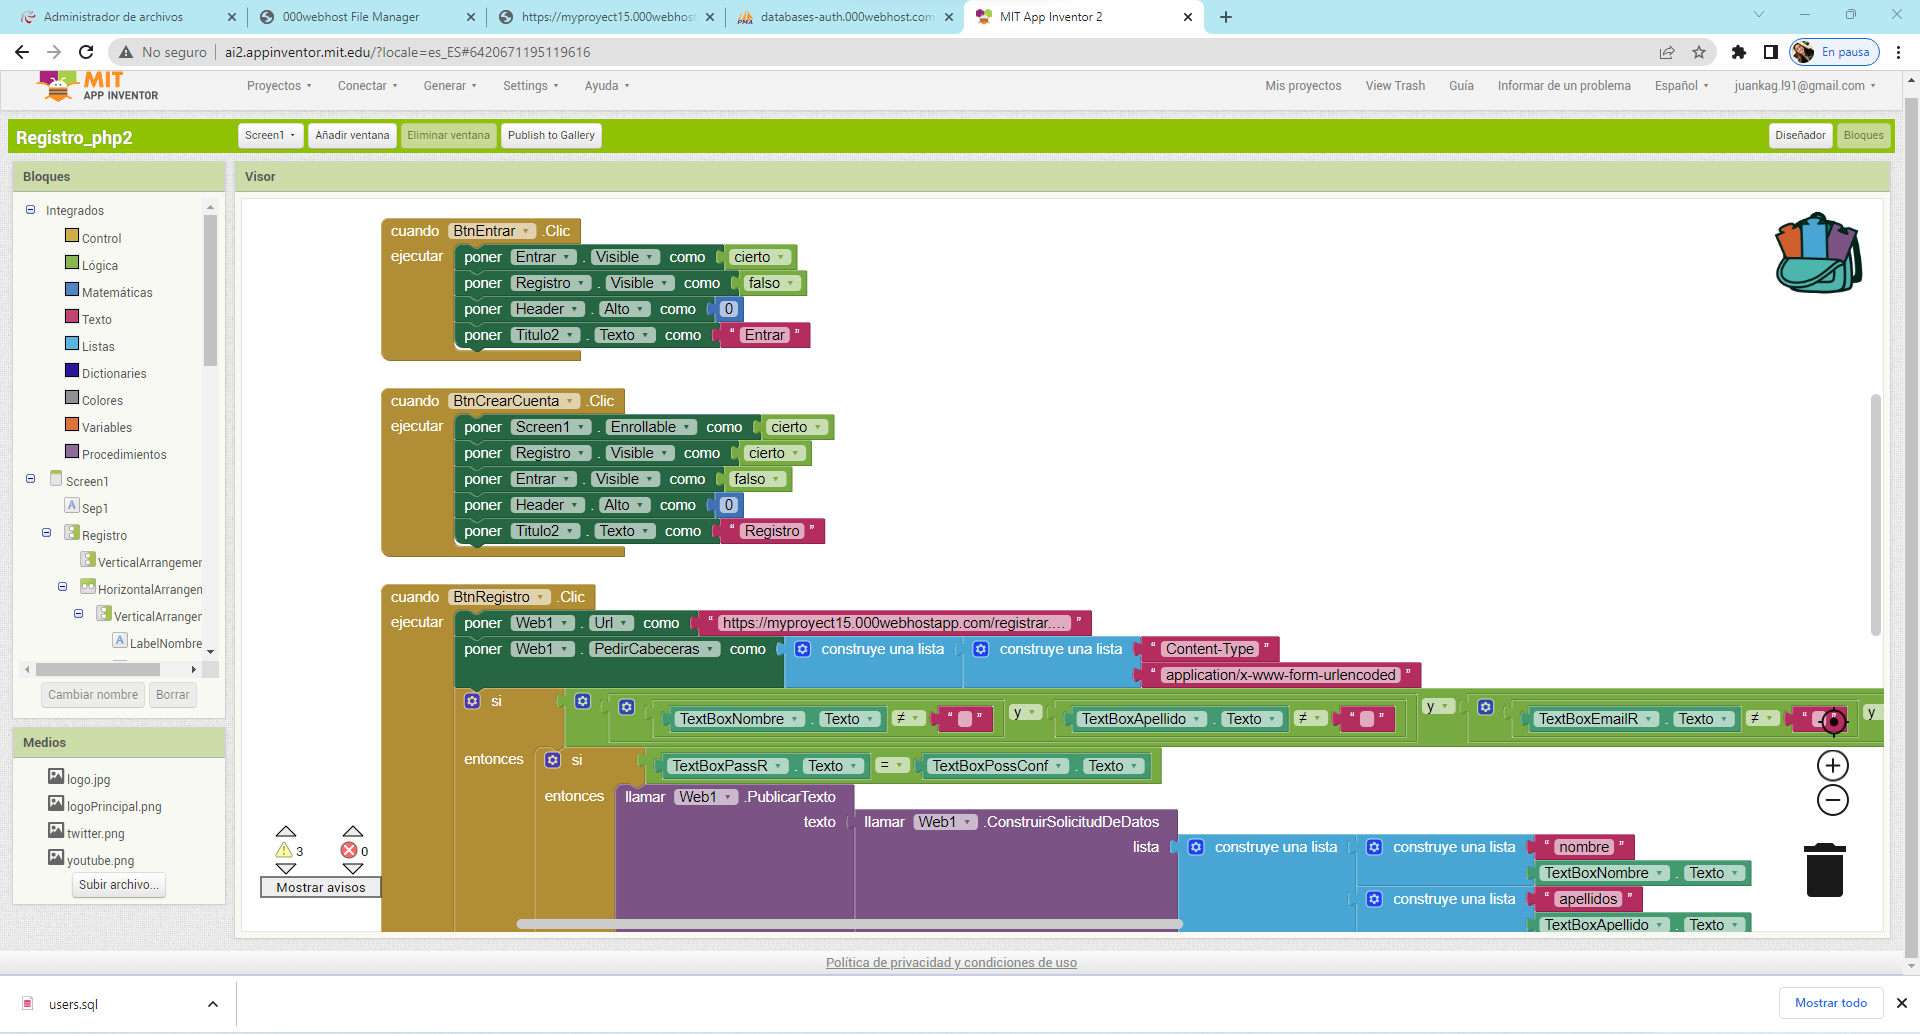 Administrador de archivos
000webhost File Manager
https://myproyect15.000webhost
databases-auth.000webhost.com
MIT App Inventor 2
No seguro
ai2.appinventor.mit.edu/?locale=es_ES#6420671195119616
En pausa
MIT
APP INVENTOR
Proyectos
Conectar
Generar
Settings
Ayuda
Mis proyectos
View Trash
Guía
Informar de un problema
Español
juankag.l91@gmail.com
Registro_php2
Screen1
Añadir ventana
Eliminar ventana
Publish to Gallery
Diseñador
Bloques
Bloques
Visor
Integrados
Control
Lógica
Matemáticas
Texto
Listas
Dictionaries
Colores
Variables
Procedimientos
Screen1
Sep1
Registro
VerticalArrangemer
HorizontalArrangen
VerticalArranger
LabelNombre
Cambiar nombre
Borrar
Medios
logo.jpg
logoPrincipal.png
twitter.png
youtube.png
Subir archivo...
cuando BtnEntrar .Clic
ejecutar poner Entrar . Visible como cierto
poner Registro . Visible como falso
poner Header . Alto como 0
poner Titulo2 . Texto como " Entrar "
cuando BtnCrearCuenta .Clic
ejecutar poner Screen1 . Enrollable como cierto
poner Registro . Visible como cierto
poner Entrar . Visible como falso
poner Header . Alto como 0
poner Titulo2 . Texto como " Registro "
cuando BtnRegistro .Clic
ejecutar poner Web1 . Url como " https://myproyect15.000webhostapp.com/registrar.... "
poner Web1 . PedirCabeceras como construye una lista construye una lista " Content-Type "
" application/x-www-form-urlencoded "
si TextBoxNombre . Texto ≠ " " y TextBoxApellido . Texto ≠ " " y TextBoxEmailR . Texto ≠ " " y
entonces si TextBoxPassR . Texto = TextBoxPossConf . Texto
entonces llamar Web1 .PublicarTexto
texto llamar Web1 .ConstruirSolicitudDeDatos
lista construye una lista construye una lista " nombre "
TextBoxNombre . Texto
construye una lista " apellidos "
TextBoxApellido . Texto
3
0
Mostrar avisos
Política de privacidad y condiciones de uso
users.sql
Mostrar todo